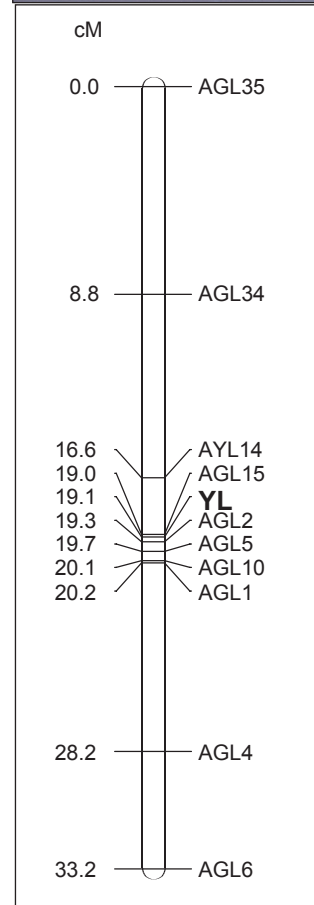 cM
0.0 AGL35
8.8 AGL34
16.6 AYL14
19.0 AGL15
19.1 YL
19.3 AGL2
19.7 AGL5
20.1 AGL10
20.2 AGL1
28.2 AGL4
33.2 AGL6